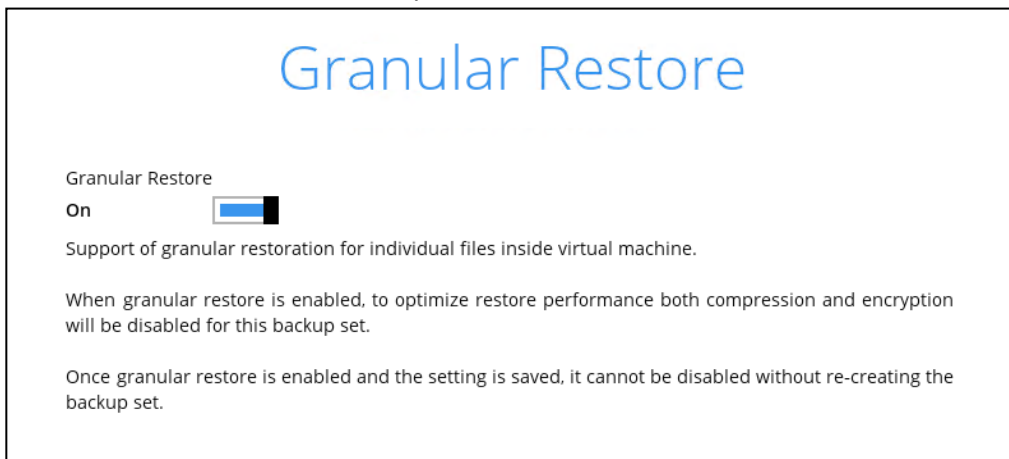 Granular Restore
Granular Restore
On
Support of granular restoration for individual files inside virtual machine.
When granular restore is enabled, to optimize restore performance both compression and encryption
will be disabled for this backup set.
Once granular restore is enabled and the setting is saved, it cannot be disabled without re-creating the
backup set.